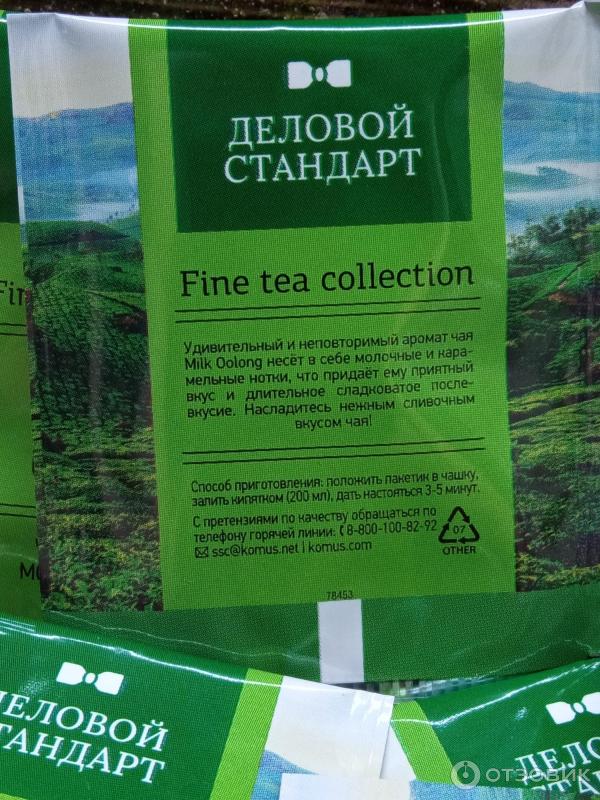 ДЕЛОВОЙ
СТАНДАРТ
Fine tea collection
Удивительный и неповторимый аромат чая
Milk Oolong несёт в себе молочные и кара-
мельные нотки, что придаёт ему приятный
вкус и длительное сладковатое после-
вкусие. Насладитесь нежным сливочным
вкусом чая!
Способ приготовления: положить пакетик в чашку,
залить кипятком (200 мл), дать настояться 3-5 минут.
С претензиями по качеству обращаться по
телефону горячей линии: 8-800-100-82-92
ssc@komus.net | komus.com
07
OTHER
78453
Fin
ДЕЛОВОЙ
СТАНДАРТ
ДЕЛО
СТАН
ОТЗОВИК